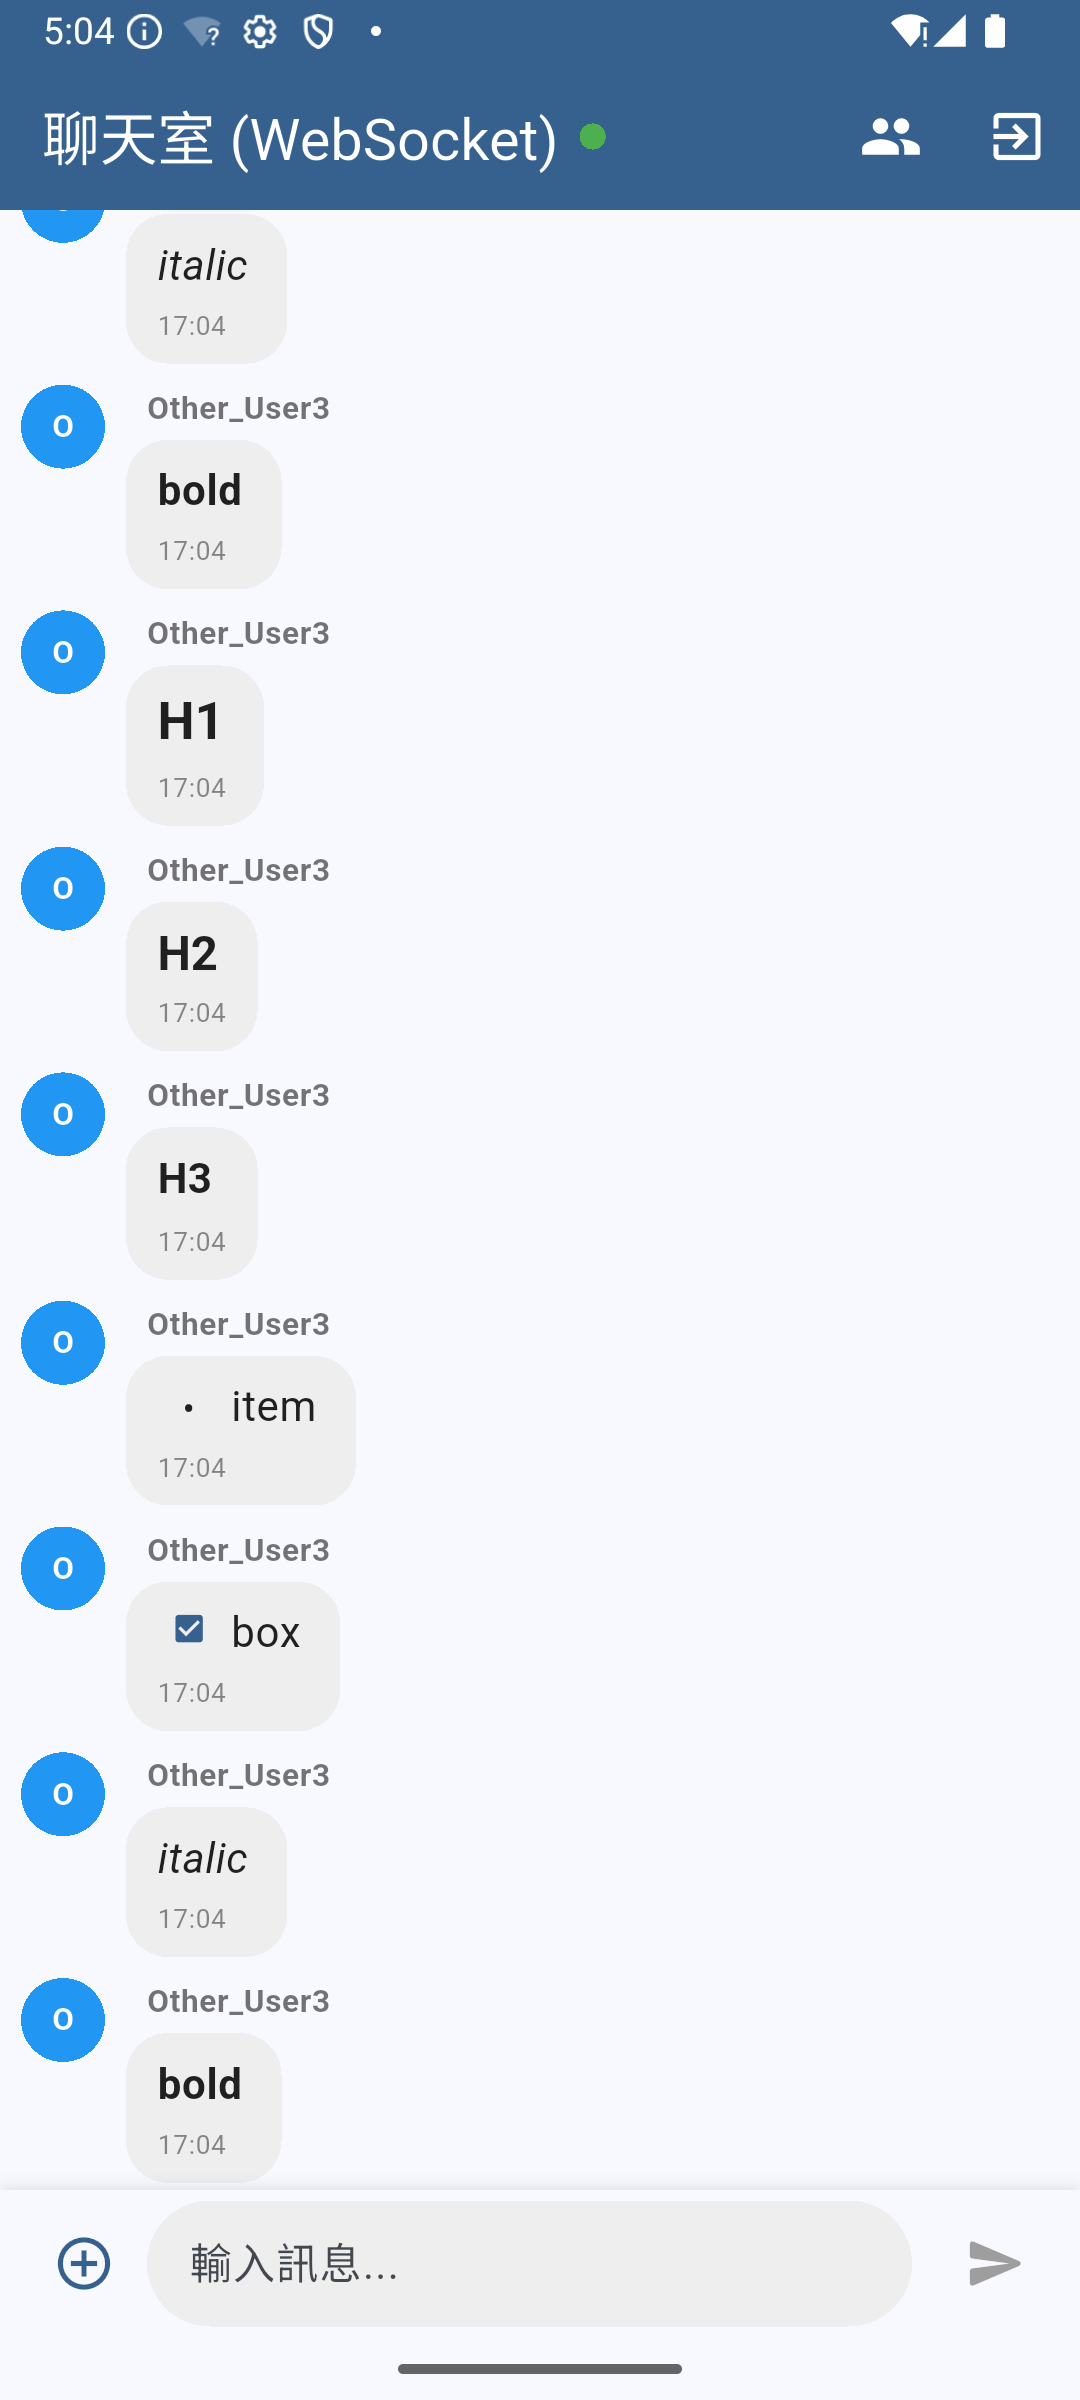 5:04
聊天室 (WebSocket)
italic
17:04
O
Other_User3
bold
17:04
O
Other_User3
H1
17:04
O
Other_User3
H2
17:04
O
Other_User3
H3
17:04
O
Other_User3
• item
17:04
O
Other_User3
box
17:04
O
Other_User3
italic
17:04
O
Other_User3
bold
17:04
輸入訊息...